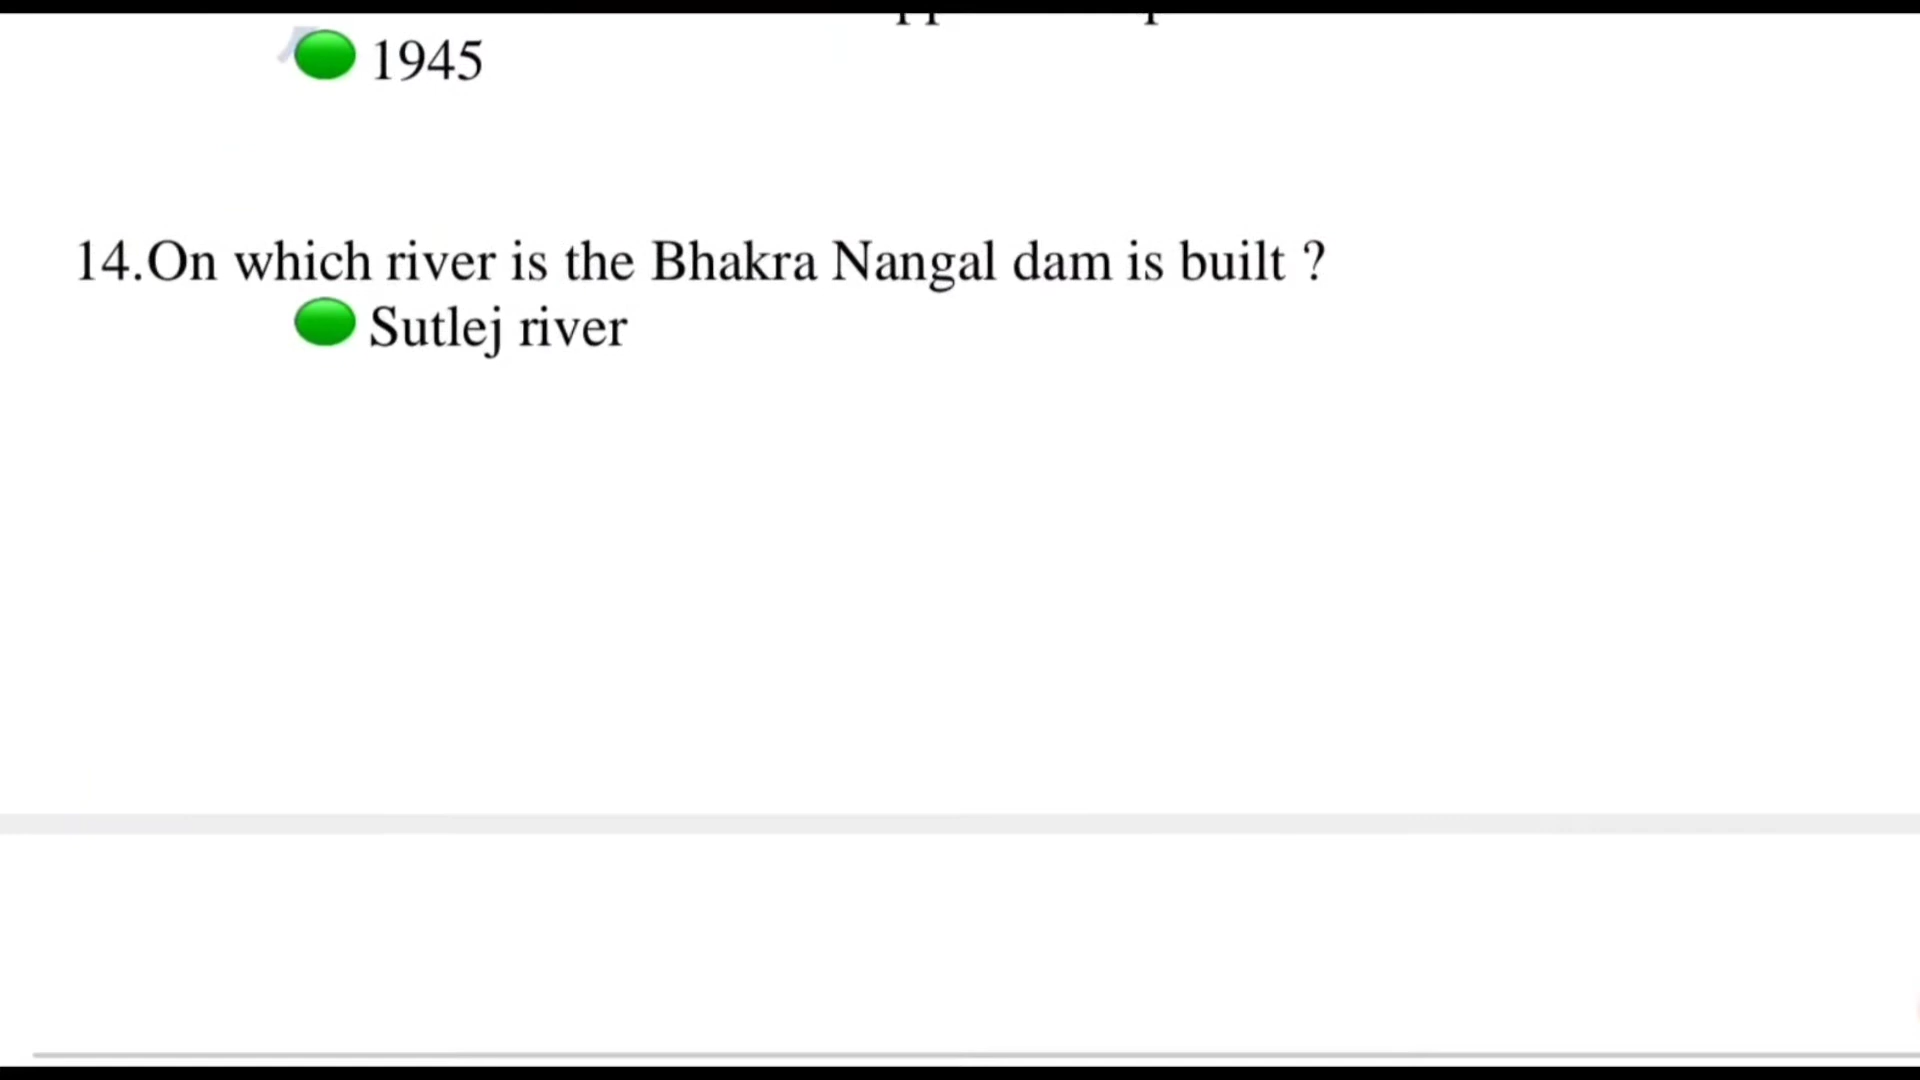 1945
14.On which river is the Bhakra Nangal dam is built ?
Sutlej river